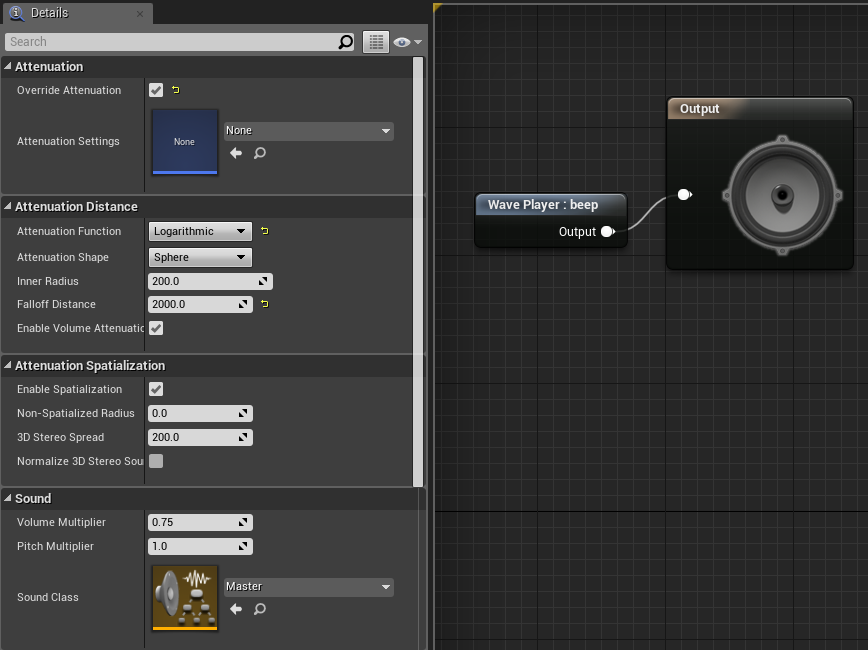 Details
Search
Attenuation
Override Attenuation
Attenuation Settings
None
None
Attenuation Distance
Attenuation Function
Logarithmic
Attenuation Shape
Sphere
Inner Radius
200.0
Falloff Distance
2000.0
Enable Volume Attenuatio
Attenuation Spatialization
Enable Spatialization
Non-Spatialized Radius
0.0
3D Stereo Spread
200.0
Normalize 3D Stereo Sou
Sound
Volume Multiplier
0.75
Pitch Multiplier
1.0
Sound Class
Master
Output
Wave Player : beep
Output